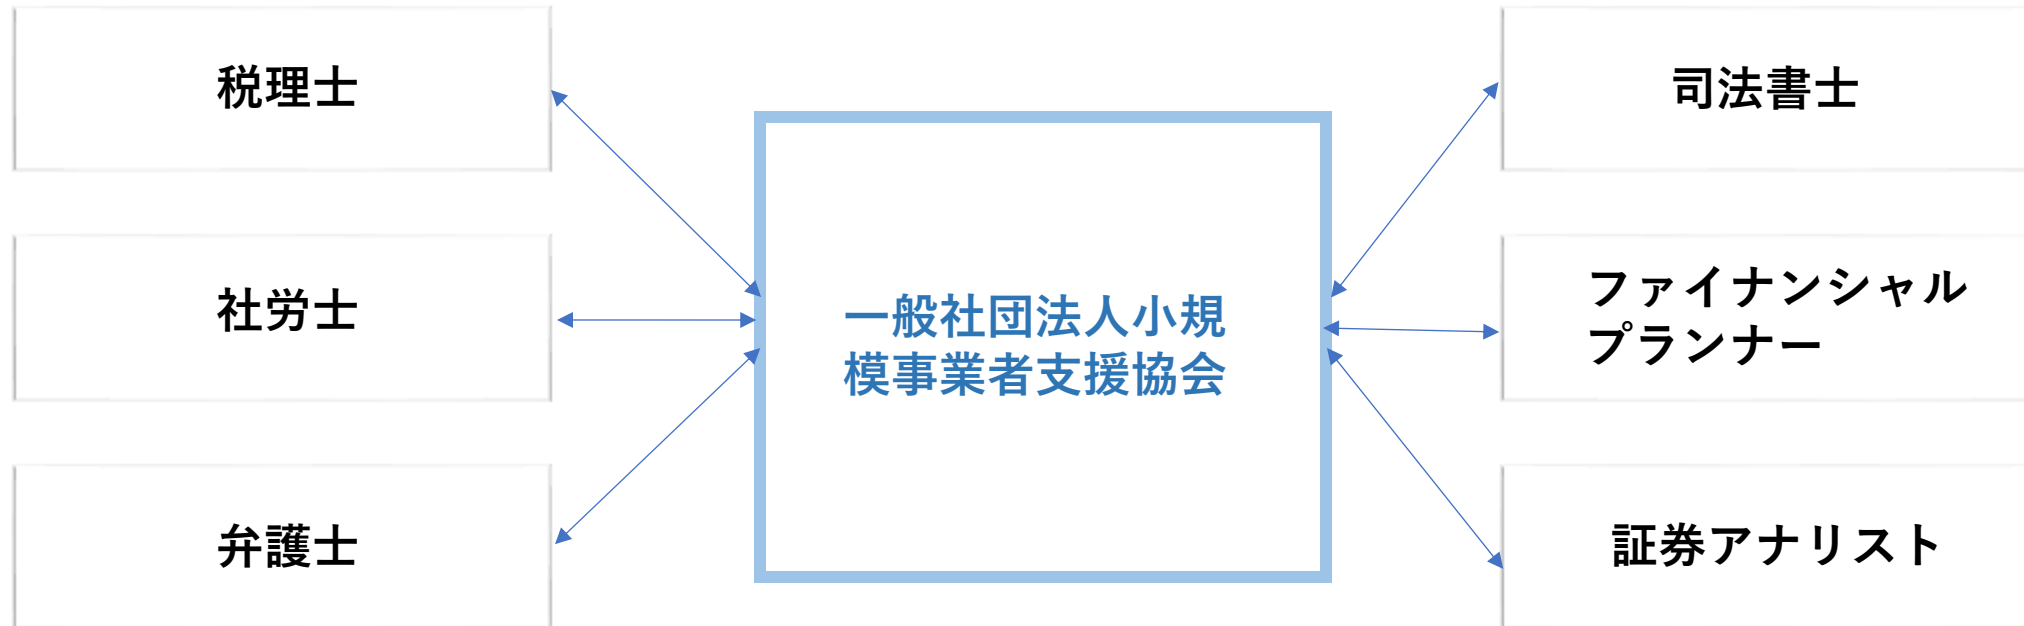 税理士
社労士
弁護士
一般社団法人小規
模事業者支援協会
司法書士
ファイナンシャル
プランナー
証券アナリスト